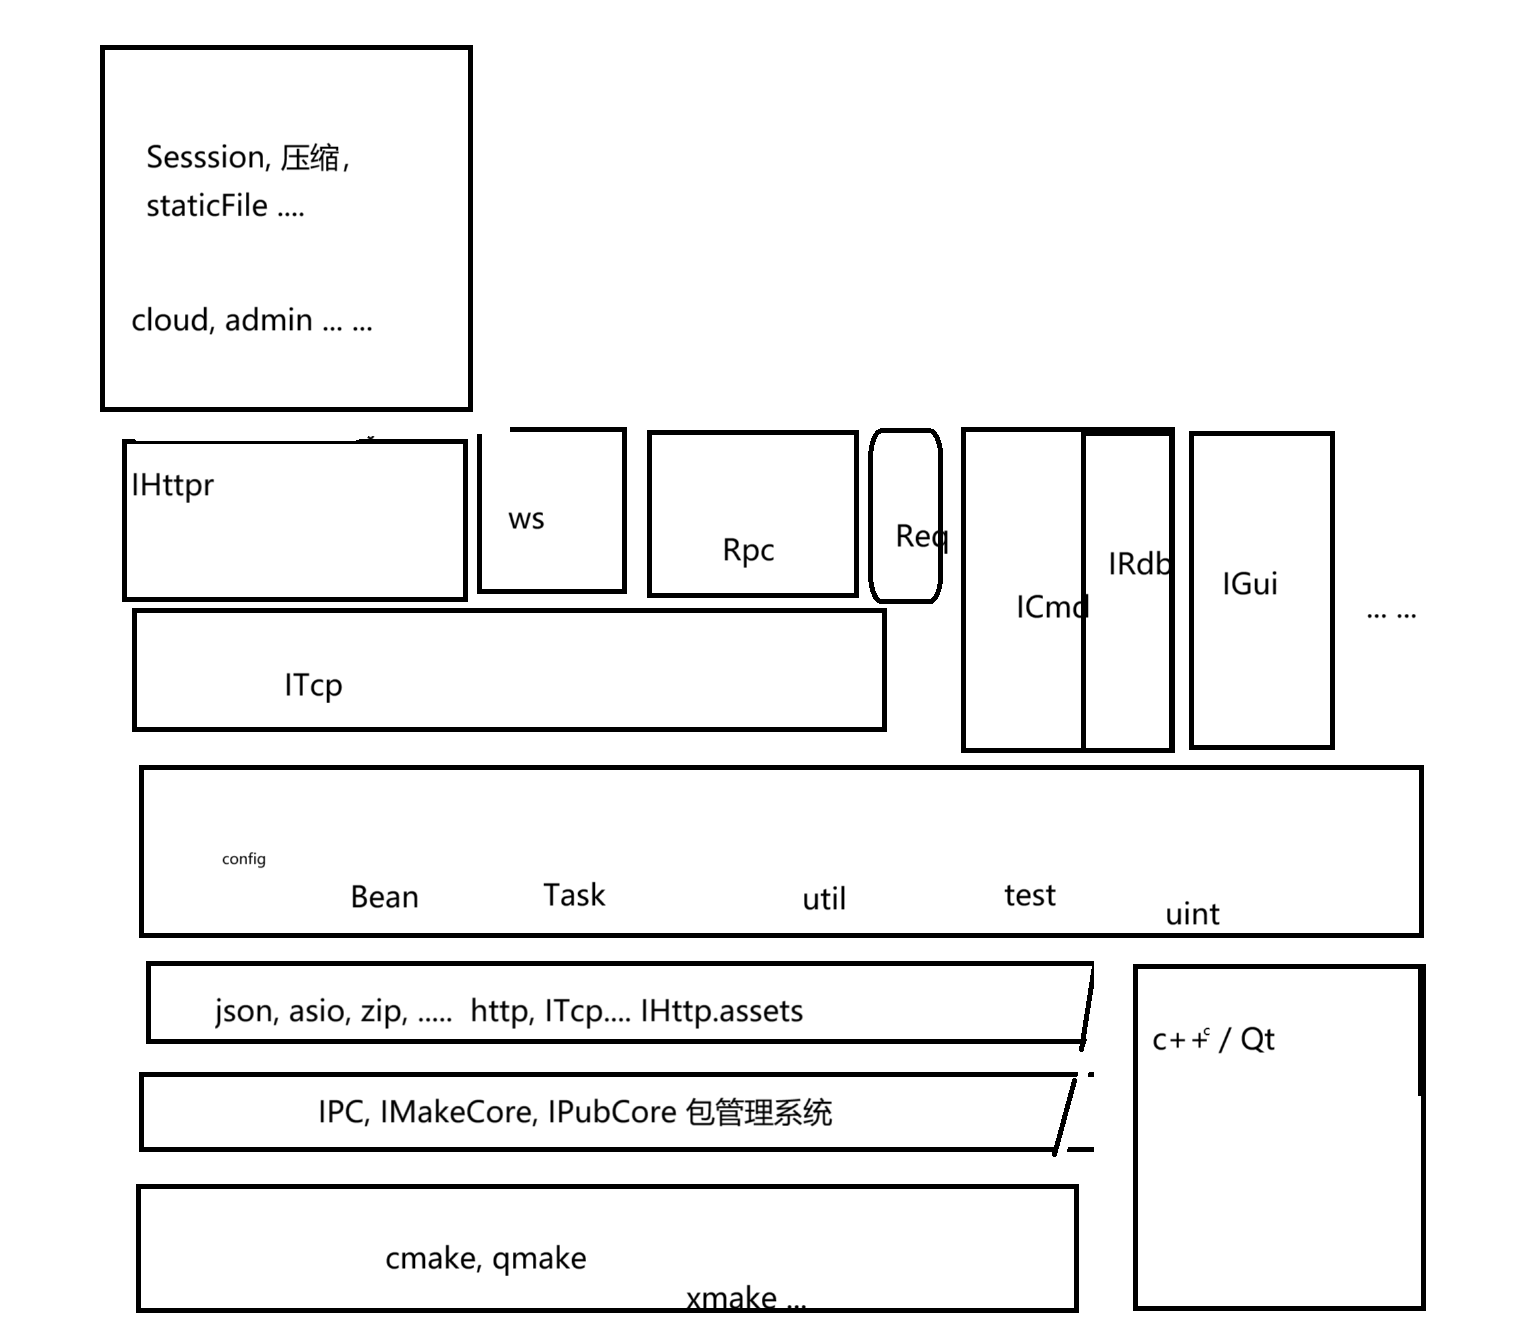 Sesssion, 压缩,
staticFile ....
cloud, admin ... ...
IHttpr
ws
Rpc
Req
ICmd
IRdb
IGui
... ...
ITcp
config
Bean
Task
util
test
uint
json, asio, zip, ..... http, ITcp.... IHttp.assets
c++ c / Qt
IPC, IMakeCore, IPubCore 包管理系统
cmake, qmake
xmake ...